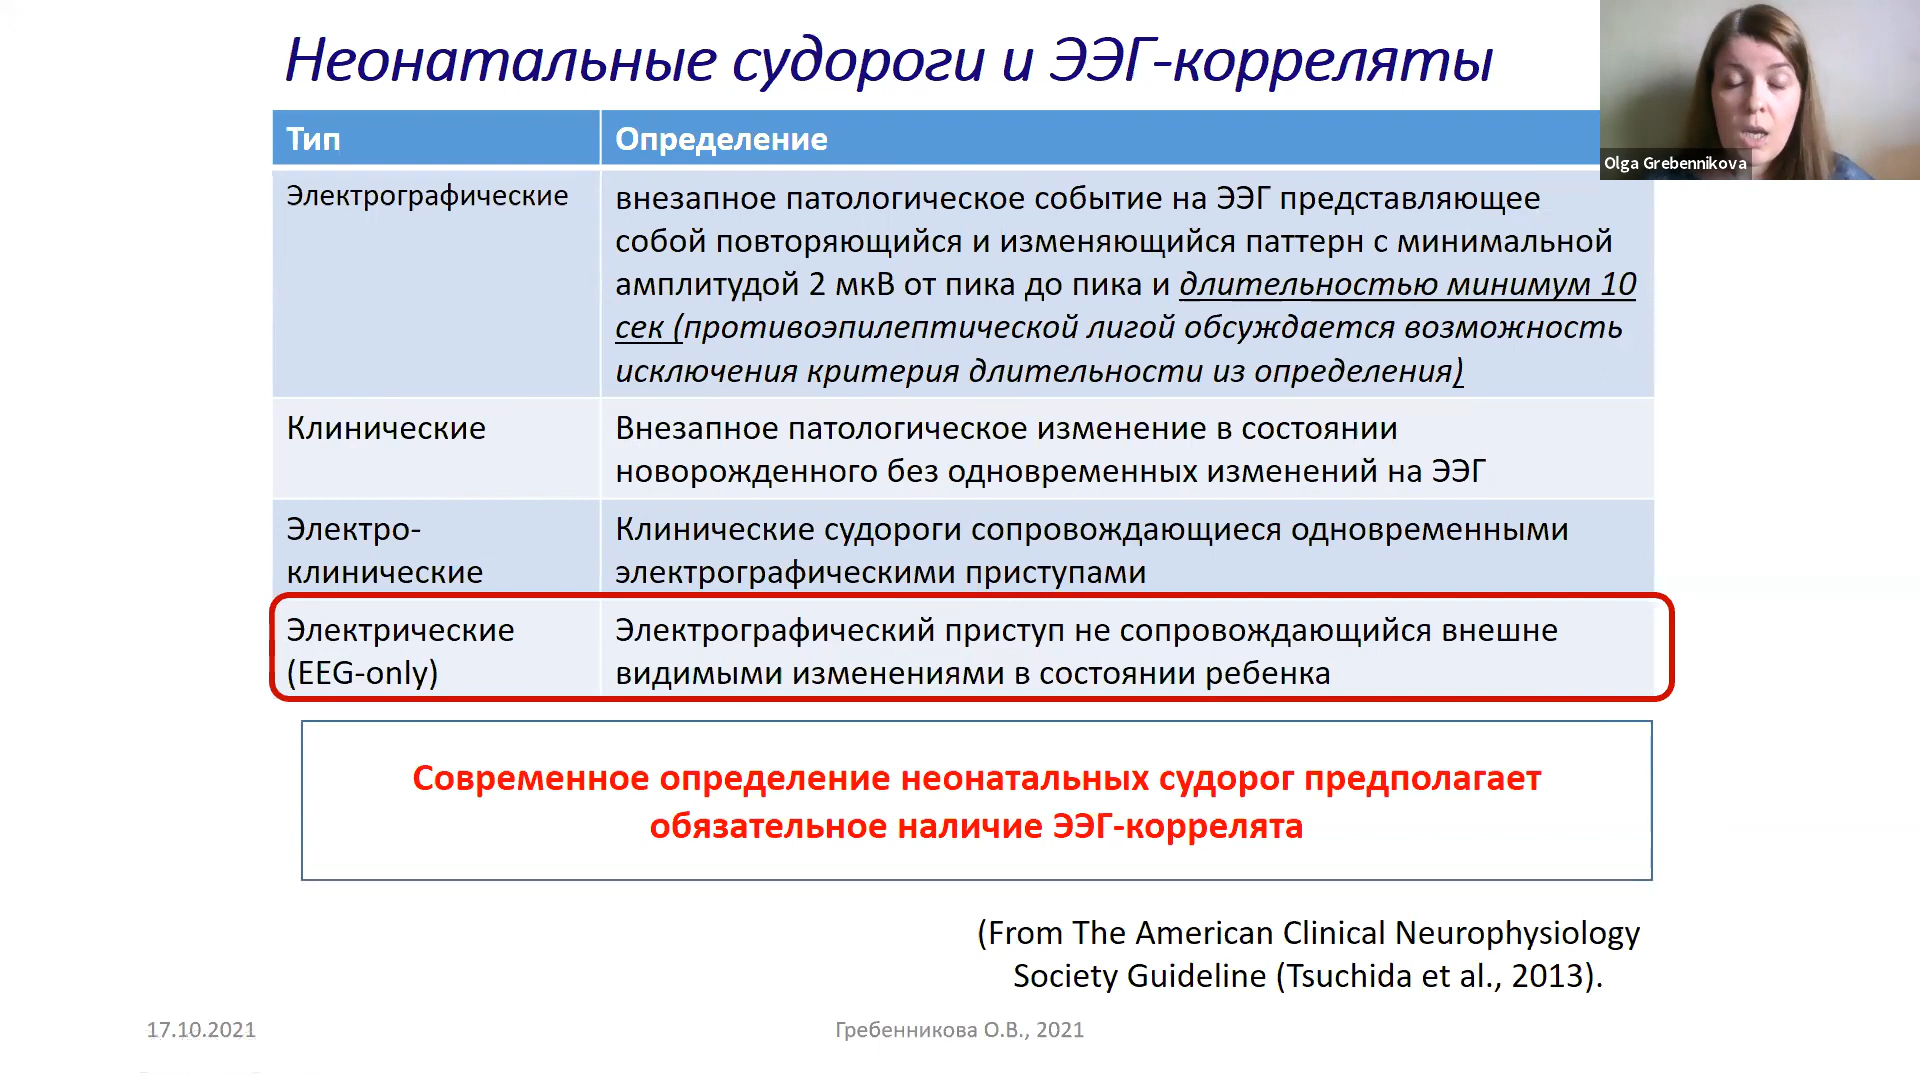 Неонатальные судороги и ЭЭГ-корреляты
Olga Grebennikova
Тип
Определение
Электрографические
внезапное патологическое событие на ЭЭГ представляющее
собой повторяющийся и изменяющийся паттерн с минимальной
амплитудой 2 мкВ от пика до пика и длительностью минимум 10
сек (противоэпилептической лигой обсуждается возможность
исключения критерия длительности из определения)
Клинические
Внезапное патологическое изменение в состоянии
новорожденного без одновременных изменений на ЭЭГ
Электро-
клинические
Клинические судороги сопровождающиеся одновременными
электрографическими приступами
Электрические
(EEG-only)
Электрографический приступ не сопровождающийся внешне
видимыми изменениями в состоянии ребенка
Современное определение неонатальных судорог предполагает
обязательное наличие ЭЭГ-коррелята
(From The American Clinical Neurophysiology
Society Guideline (Tsuchida et al., 2013).
17.10.2021
Гребенникова О.В., 2021